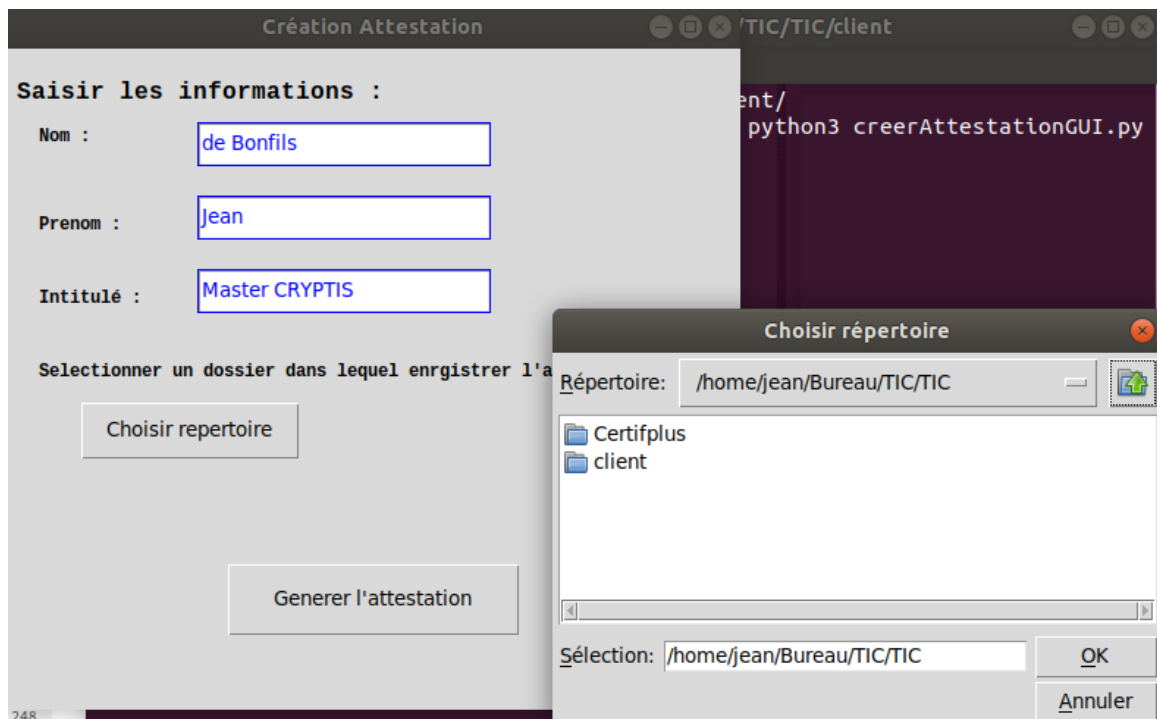 Création Attestation
/TIC/TIC/client
Saisir les informations :
ent/
python3 creerAttestationGUI.py
Nom :
de Bonfils
Prenom :
Jean
Intitulé :
Master CRYPTIS
Selectionner un dossier dans lequel enrgistrer l'a
Choisir repertoire
Generer l'attestation
Choisir répertoire
Répertoire:
/home/jean/Bureau/TIC/TIC
Certifplus
client
Sélection:
/home/jean/Bureau/TIC/TIC
OK
Annuler
248